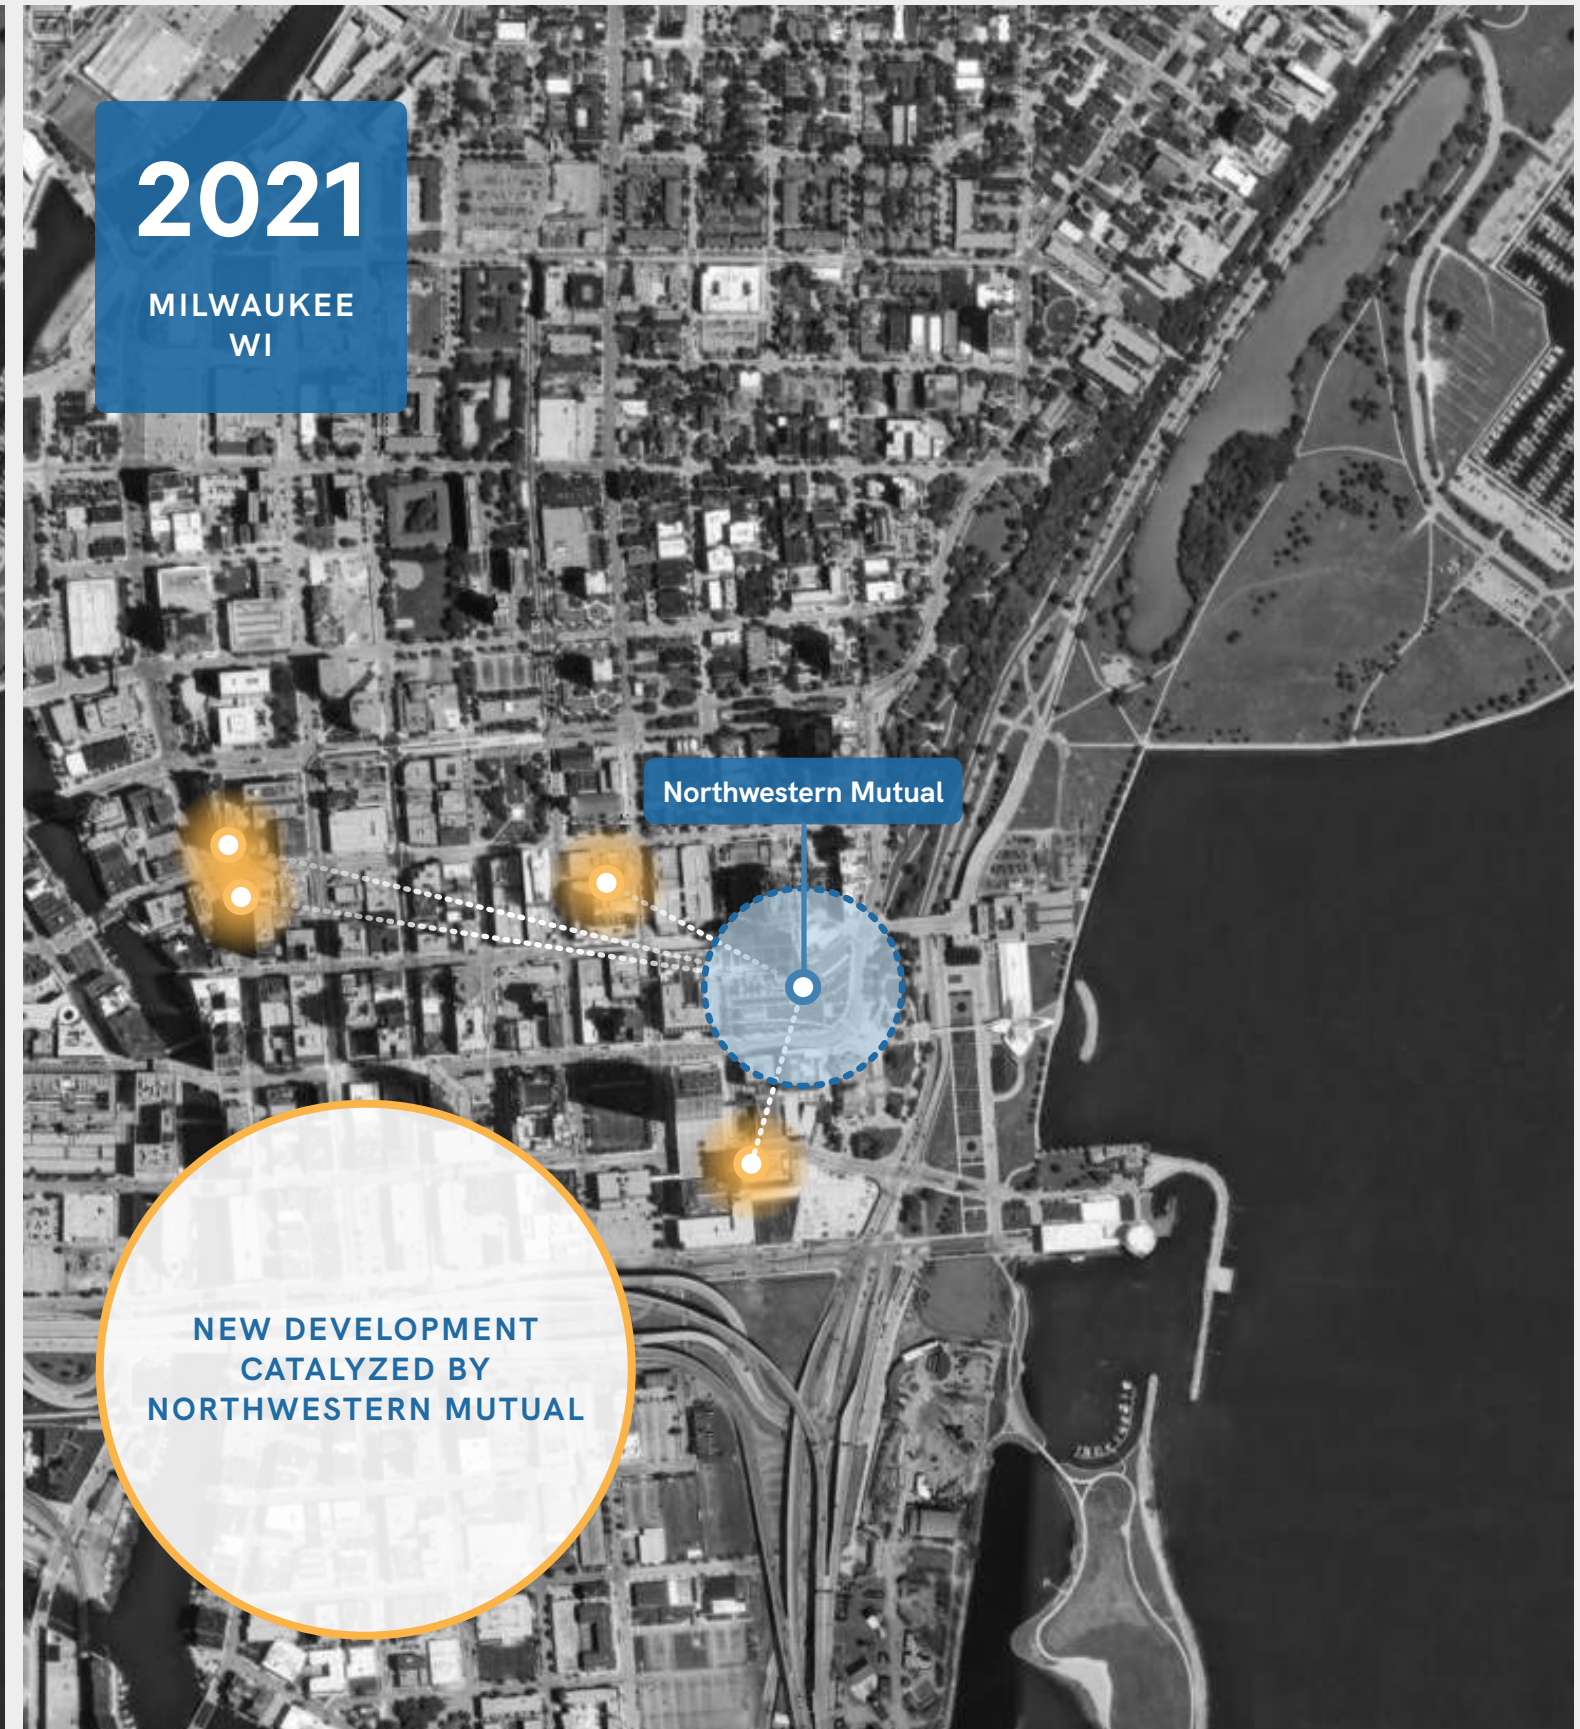 2021
MILWAUKEE
WI
Northwestern Mutual
NEW DEVELOPMENT
CATALYZED BY
NORTHWESTERN MUTUAL